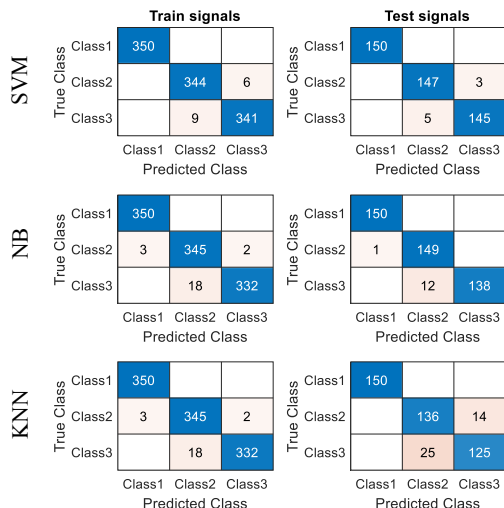 Train signals Test signals
SVM
True Class
Class1 350
Class2 344 6
Class3 9 341
Class1 Class2 Class3
Predicted Class
True Class
Class1 150
Class2 147 3
Class3 5 145
Class1 Class2 Class3
Predicted Class
NB
True Class
Class1 350
Class2 3 345 2
Class3 18 332
Class1 Class2 Class3
Predicted Class
True Class
Class1 150
Class2 1 149
Class3 12 138
Class1 Class2 Class3
Predicted Class
KNN
True Class
Class1 350
Class2 3 345 2
Class3 18 332
Class1 Class2 Class3
Predicted Class
True Class
Class1 150
Class2 136 14
Class3 25 125
Class1 Class2 Class3
Predicted Class